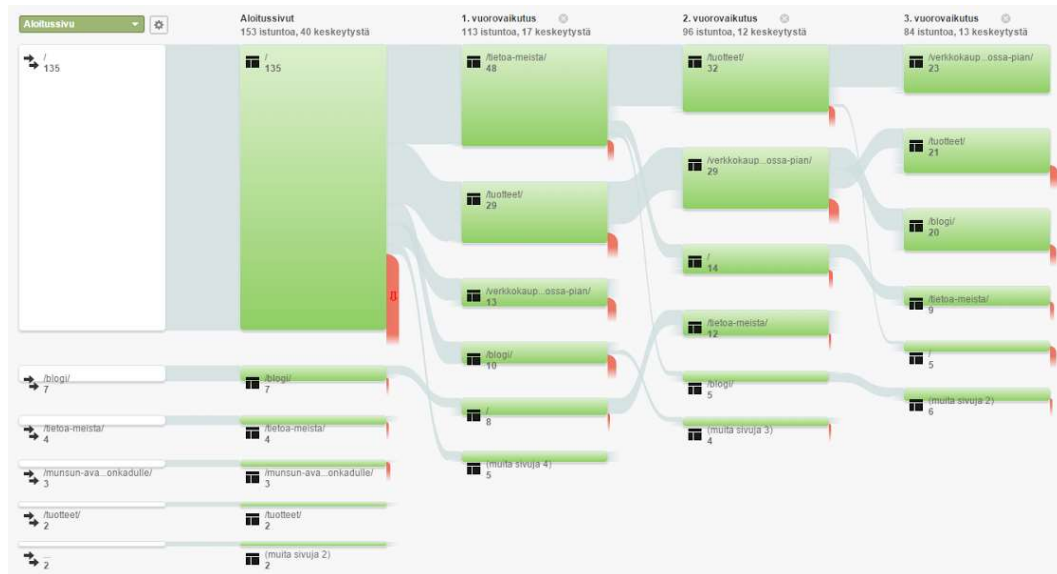 Aloitussivu
Aloitussivut
153 istuntoa, 40 keskeytystä
1. vuorovaikutus
113 istuntoa, 17 keskeytystä
2. vuorovaikutus
96 istuntoa, 12 keskeytystä
3. vuorovaikutus
84 istuntoa, 13 keskeytystä
/
135
/blogi/
7
/tietoa-meista/
4
/munsun-ava...onkadulle/
3
/tuotteet/
2
...
2
/
135
/blogi/
7
/tietoa-meista/
4
/munsun-ava...onkadulle/
3
/tuotteet/
2
(muita sivuja 2)
2
/tietoa-meista/
48
/tuotteet/
29
/verkkokaup...ossa-pian/
13
/blogi/
10
/
8
(muita sivuja 4)
5
/tuotteet/
32
/verkkokaup...ossa-pian/
29
/
14
/tietoa-meista/
12
/blogi/
5
(muita sivuja 3)
4
/verkkokaup...ossa-pian/
23
/tuotteet/
21
/blogi/
20
/tietoa-meista/
9
/
5
(muita sivuja 2)
6